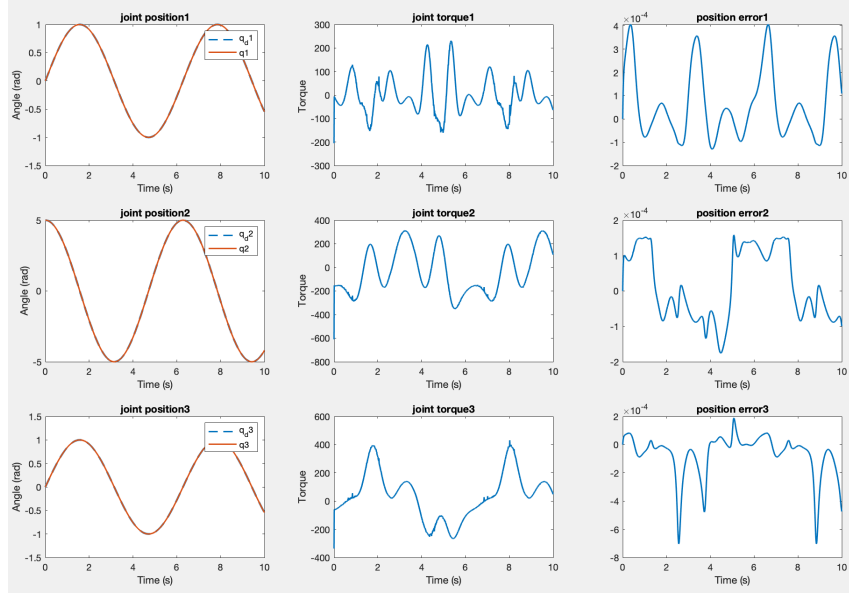 joint position1
Angle (rad)
1
0.5
0
-0.5
-1
-1.5
0 2 4 6 8 10
Time (s)
q_d1
q1
joint torque1
Torque
300
200
100
0
-100
-200
-300
0 2 4 6 8 10
Time (s)
position error1
×10^-4
4
3
2
1
0
-1
-2
0 2 4 6 8 10
Time (s)
joint position2
Angle (rad)
5
0
-5
0 2 4 6 8 10
Time (s)
q_d2
q2
joint torque2
Torque
400
200
0
-200
-400
-600
-800
0 2 4 6 8 10
Time (s)
position error2
×10^-4
2
1
0
-1
-2
0 2 4 6 8 10
Time (s)
joint position3
Angle (rad)
1.5
1
0.5
0
-0.5
-1
-1.5
0 2 4 6 8 10
Time (s)
q_d3
q3
joint torque3
Torque
600
400
200
0
-200
-400
0 2 4 6 8 10
Time (s)
position error3
×10^-4
2
0
-2
-4
-6
-8
0 2 4 6 8 10
Time (s)